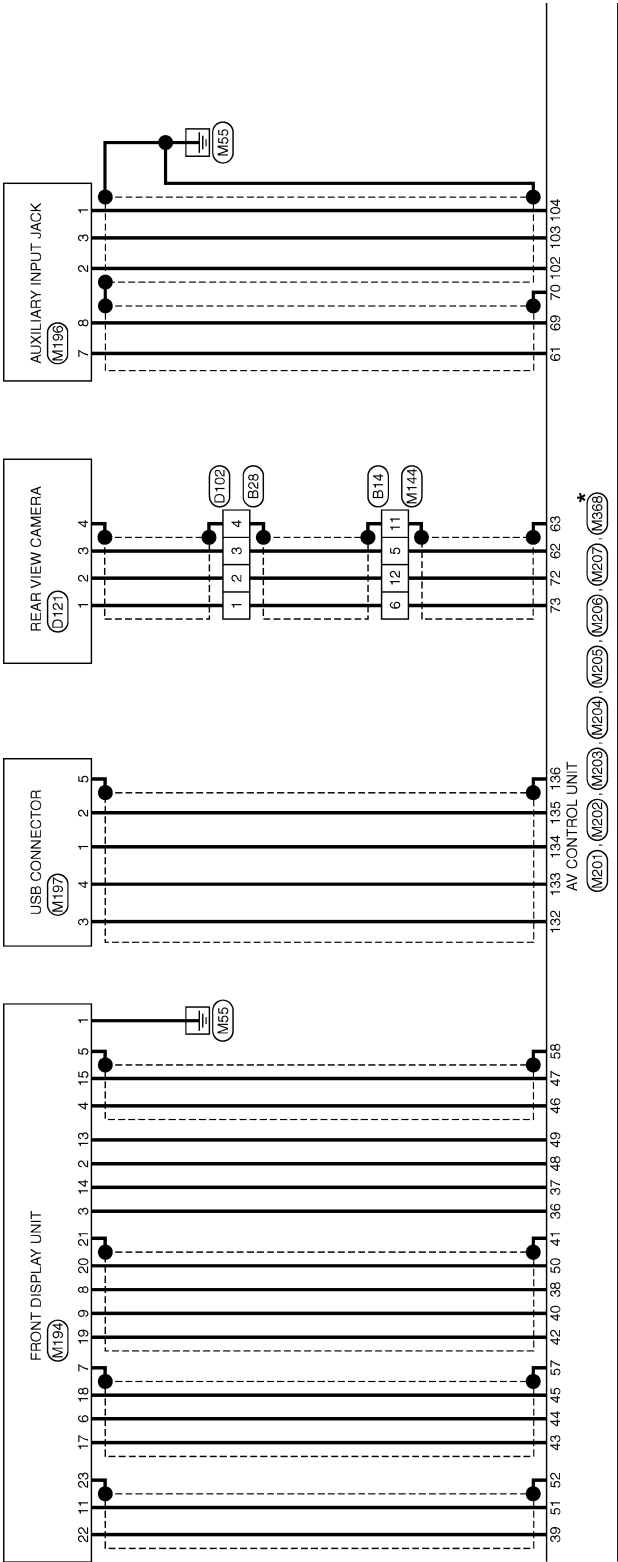 FRONT DISPLAY UNIT
M194
22 11 23 17 6 18 7 19 9 8 20 21 3 14 2 13 4 15 5 1
M55
39 51 52 43 44 45 57 42 40 38 50 41 36 37 48 49 46 47 58
USB CONNECTOR
M197
3 4 1 2 5
132 133 134 135 136
REAR VIEW CAMERA
D121
1 2 3 4
D102
1 2 3 4
B28
B14
6 12 5 11
M144
73 72 62 63
AUXILIARY INPUT JACK
M196
7 8 2 3 1
M55
61 69 70 102 103 104
AV CONTROL UNIT
M201 , M202 , M203 , M204 , M205 , M206 , M207 , M368 *